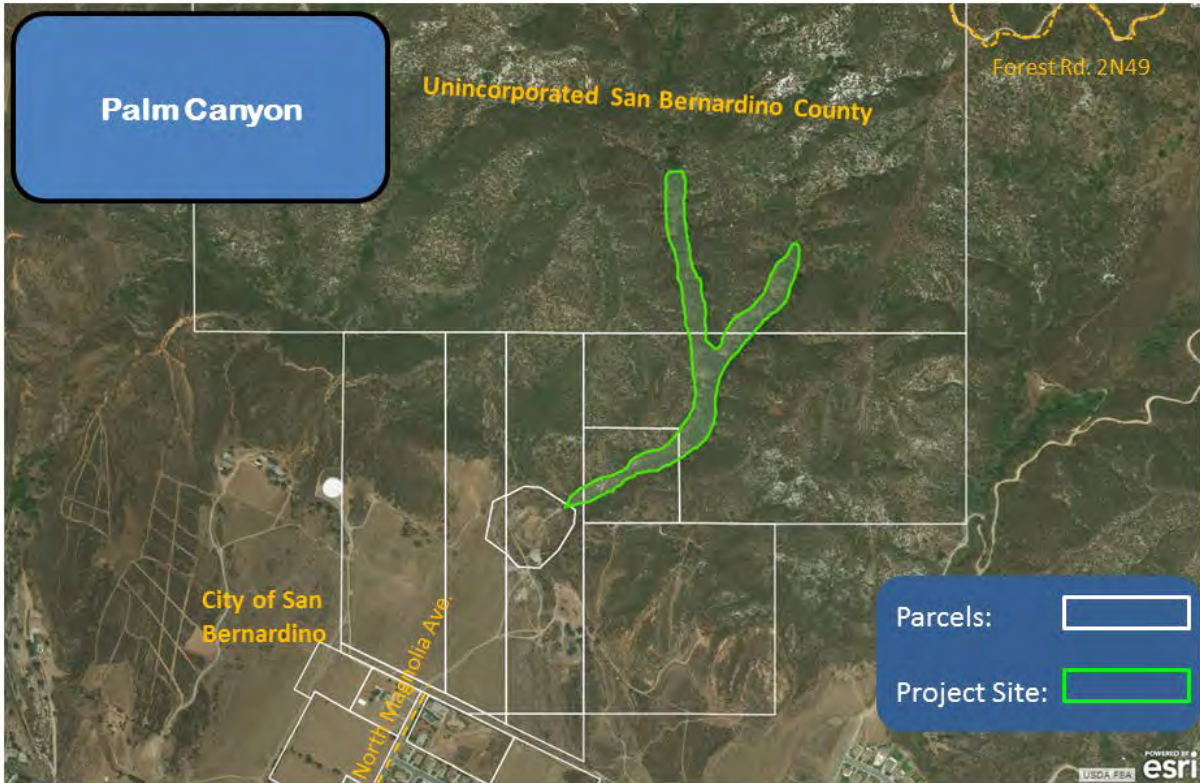 Palm Canyon
Unincorporated San Bernardino County
Forest Rd. 2N49
City of San
Bernardino
North Magnolia Ave.
Parcels:
Project Site:
POWERED BY
esri
USDA FSA